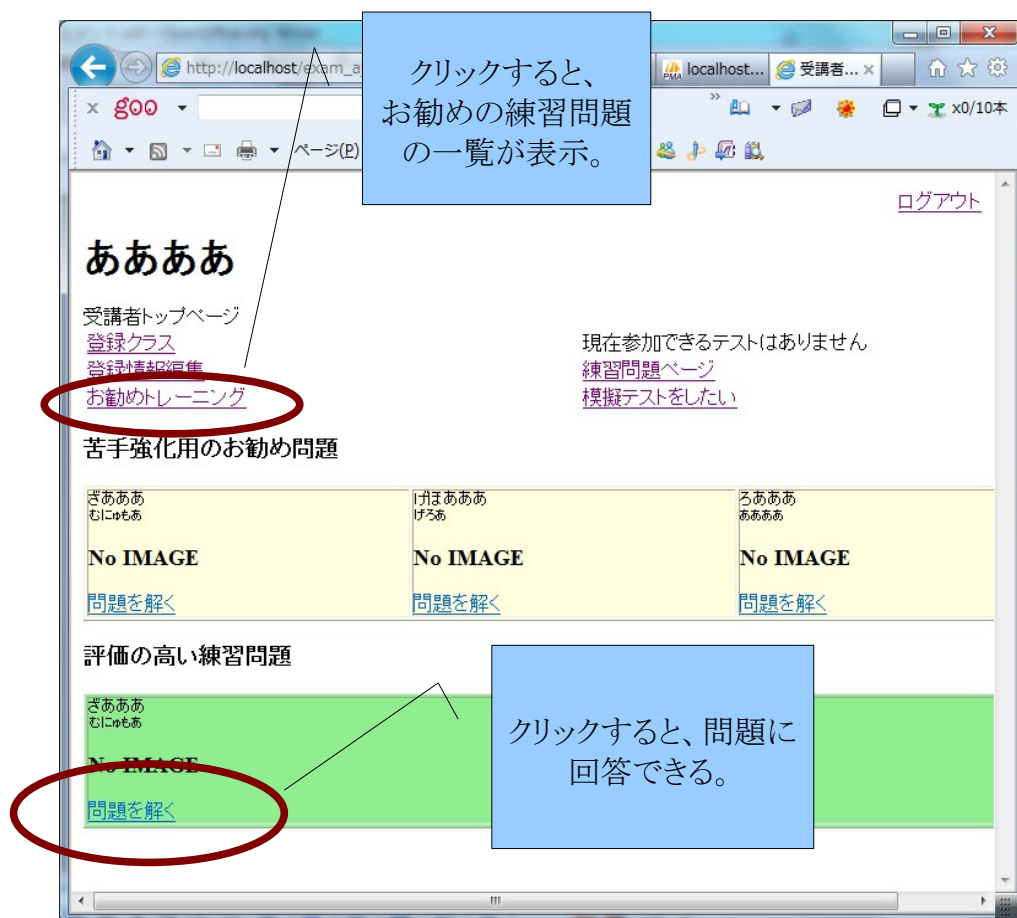 クリックすると、
お勧めの練習問題
の一覧が表示。
http://localhost/exam_a
localhost...
受講者...
x goo
x0/10本
ページ(P)
ログアウト
ああああ
受講者トップページ
登録クラス
現在参加できるテストはありません
登録情報編集
練習問題ページ
お勧めトレーニング
模擬テストをしたい
苦手強化用のお勧め問題
ざあああ
むにゅもあ
No IMAGE
問題を解く
げほあああ
げろあ
No IMAGE
問題を解く
ろあああ
ああああ
No IMAGE
問題を解く
評価の高い練習問題
ざあああ
むにゅもあ
No IMAGE
問題を解く
クリックすると、問題に
回答できる。